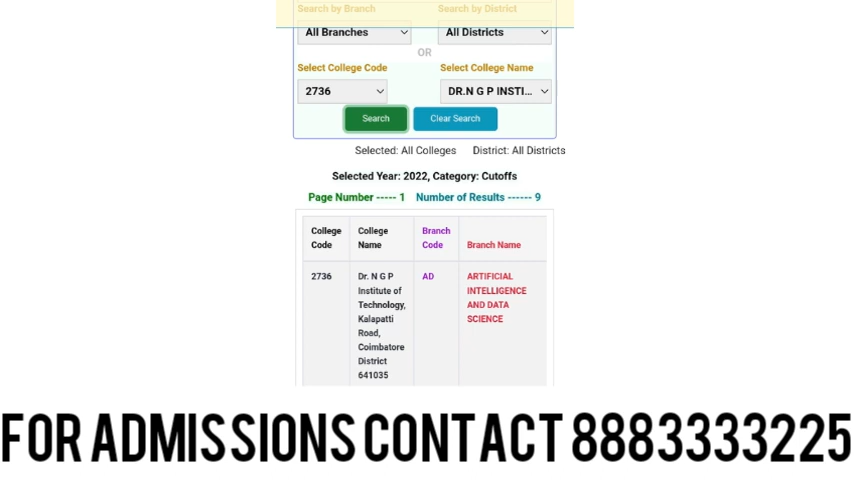 Search by Branch Search by District
All Branches All Districts
OR
Select College Code Select College Name
2736 DR.N G P INSTI...
Search Clear Search
Selected: All Colleges District: All Districts
Selected Year: 2022, Category: Cutoffs
Page Number ----- 1 Number of Results ------ 9
College Code College Name Branch Code Branch Name
2736 Dr. N G P AD ARTIFICIAL
Institute of INTELLIGENCE
Technology, AND DATA
Kalapatti SCIENCE
Road,
Coimbatore
District
641035
FOR ADMISSIONS CONTACT 8883333225